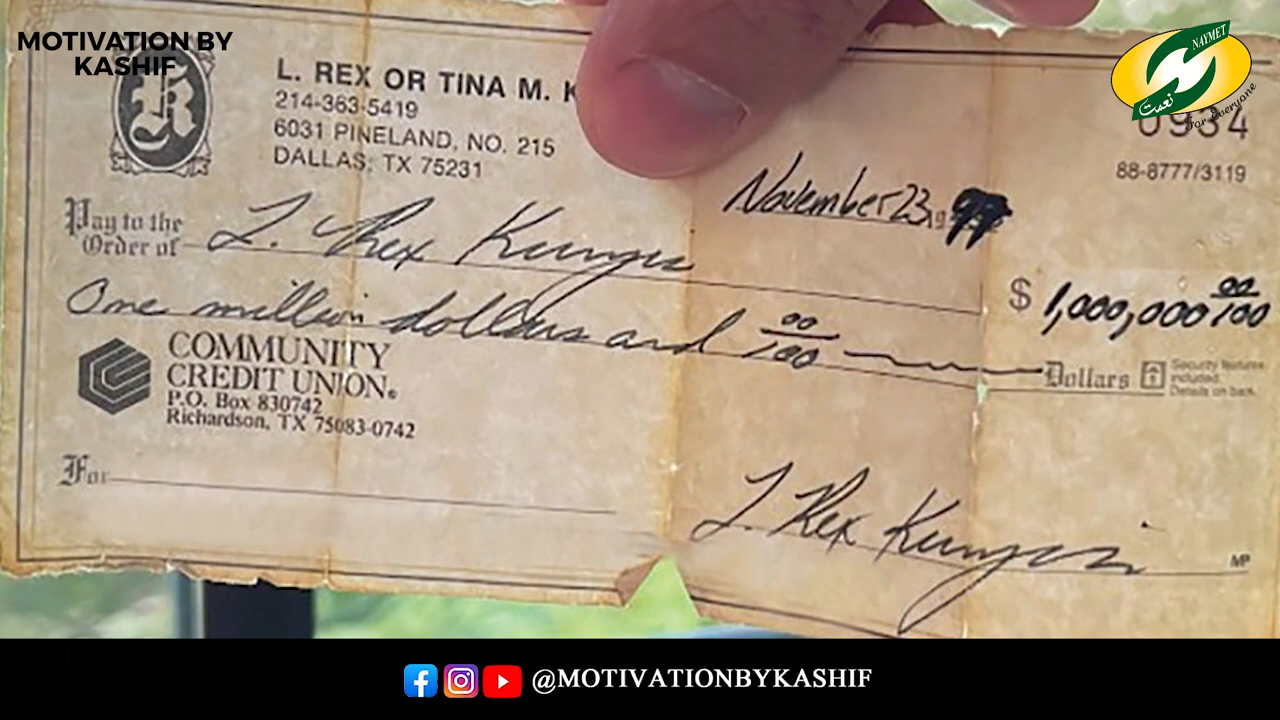 MOTIVATION BY
KASHIF
NAYMET
نعمت
For Everyone
R
L. REX OR TINA M. K
214-363-5419
6031 PINELAND, NO. 215
DALLAS, TX 75231
0934
88-8777/3119
November 23, 19
Pay to the
Order of L. Rex Kunyu
$ 1,000,000 00/100
One million dollars and 00/100 Dollars
Security features
included.
Details on back.
COMMUNITY
CREDIT UNION®
P.O. Box 830742
Richardson, TX 75083-0742
For
L. Rex
MP
@MOTIVATIONBYKASHIF